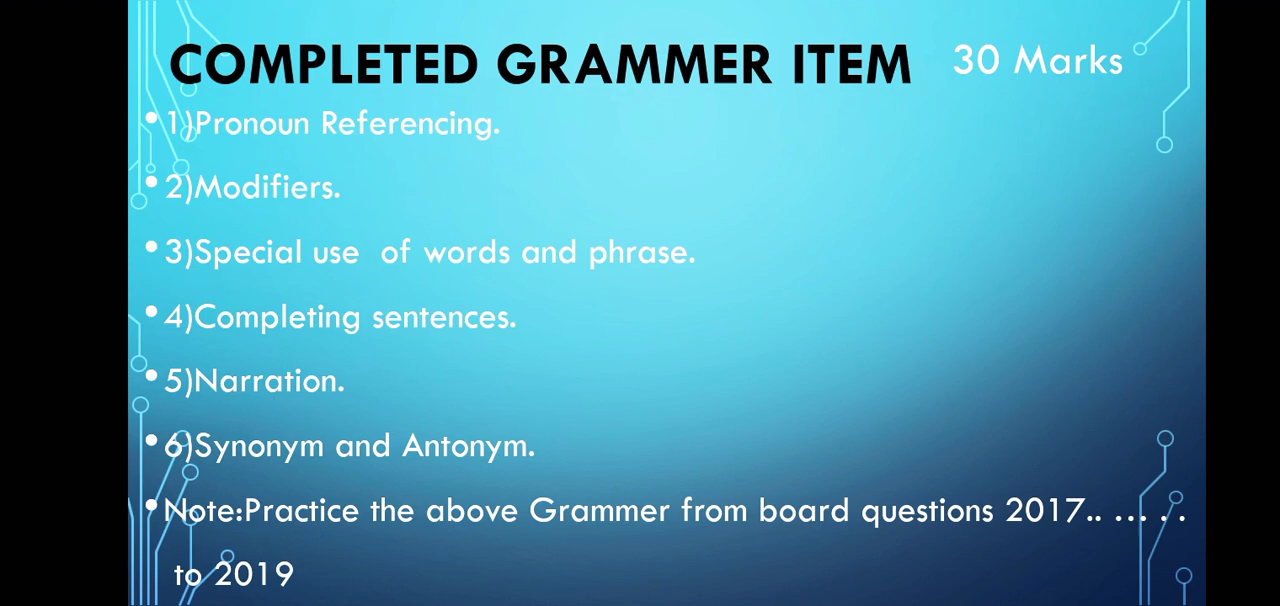 COMPLETED GRAMMER ITEM 30 Marks
• 1)Pronoun Referencing.
• 2)Modifiers.
• 3)Special use of words and phrase.
• 4)Completing sentences.
• 5)Narration.
• 6)Synonym and Antonym.
• Note:Practice the above Grammer from board questions 2017.. ... . .
to 2019